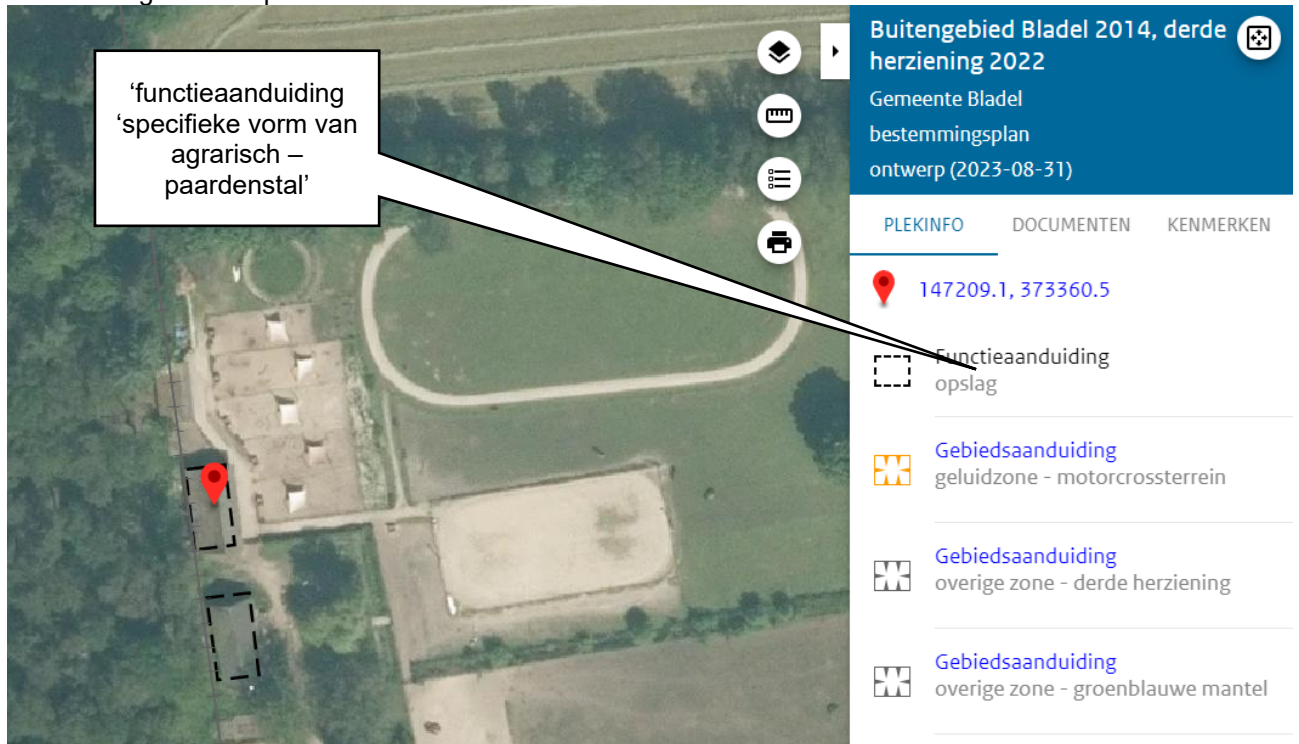 ‘functieaanduiding
‘specifieke vorm van
agrarisch –
paardenstal’
Buitengebied Bladel 2014, derde
herziening 2022
Gemeente Bladel
bestemmingsplan
ontwerp (2023-08-31)
PLEKINFO DOCUMENTEN KENMERKEN
147209.1, 373360.5
Functieaanduiding
opslag
Gebiedsaanduiding
geluidzone - motorcrossterrein
Gebiedsaanduiding
overige zone - derde herziening
Gebiedsaanduiding
overige zone - groenblauwe mantel